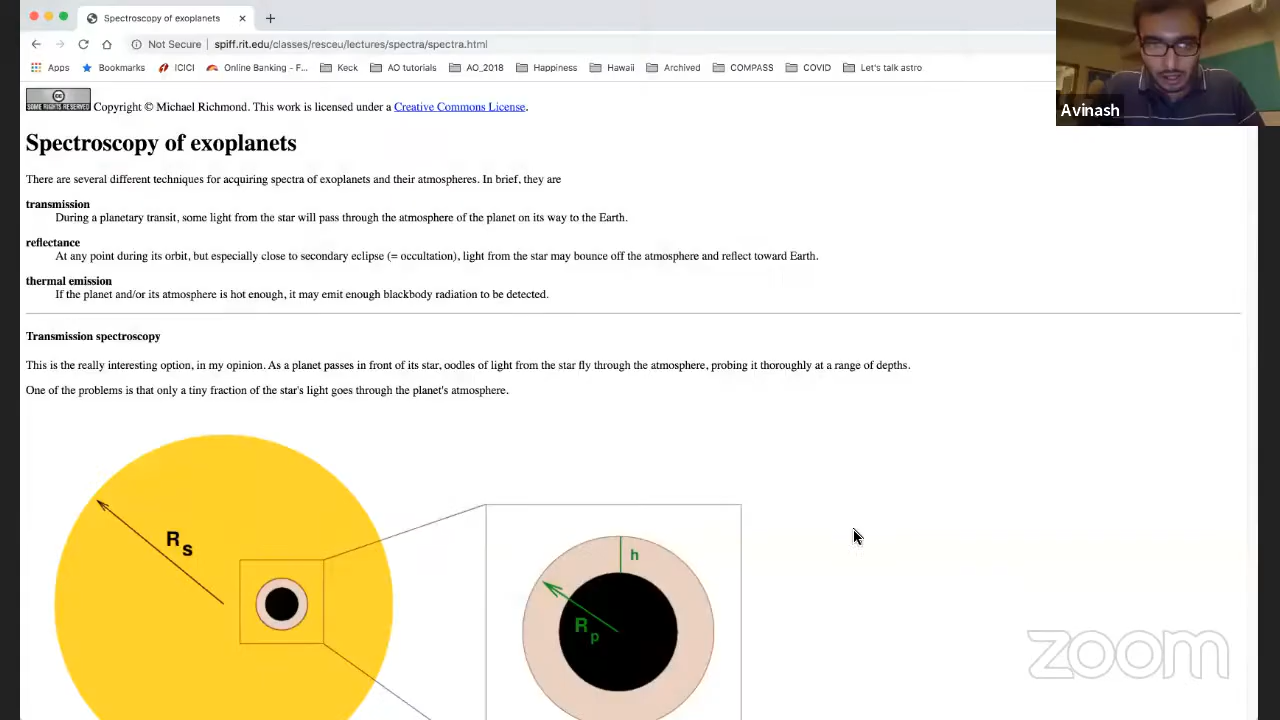 Spectroscopy of exoplanets
Not Secure | spiff.rit.edu/classes/resceu/lectures/spectra/spectra.html
Apps Bookmarks ICICI Online Banking - F... Keck AO tutorials AO_2018 Happiness Hawaii Archived COMPASS COVID Let's talk astro
Avinash
cc
SOME RIGHTS RESERVED
Copyright © Michael Richmond. This work is licensed under a Creative Commons License.
Spectroscopy of exoplanets
There are several different techniques for acquiring spectra of exoplanets and their atmospheres. In brief, they are
transmission
During a planetary transit, some light from the star will pass through the atmosphere of the planet on its way to the Earth.
reflectance
At any point during its orbit, but especially close to secondary eclipse (= occultation), light from the star may bounce off the atmosphere and reflect toward Earth.
thermal emission
If the planet and/or its atmosphere is hot enough, it may emit enough blackbody radiation to be detected.
Transmission spectroscopy
This is the really interesting option, in my opinion. As a planet passes in front of its star, oodles of light from the star fly through the atmosphere, probing it thoroughly at a range of depths.
One of the problems is that only a tiny fraction of the star's light goes through the planet's atmosphere.
R s
h
R p
zoom